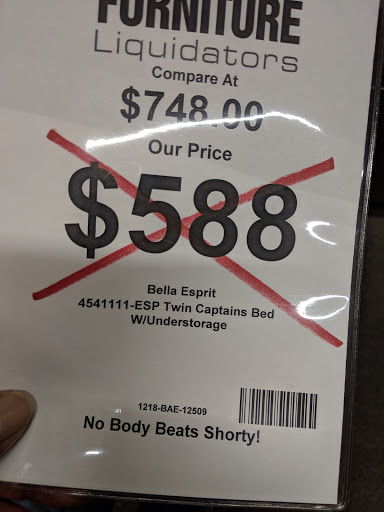 FURNITURE
Liquidators
Compare At
$748.00
Our Price
$588
Bella Esprit
4541111-ESP Twin Captains Bed
W/Understorage
1218-BAE-12509
No Body Beats Shorty!